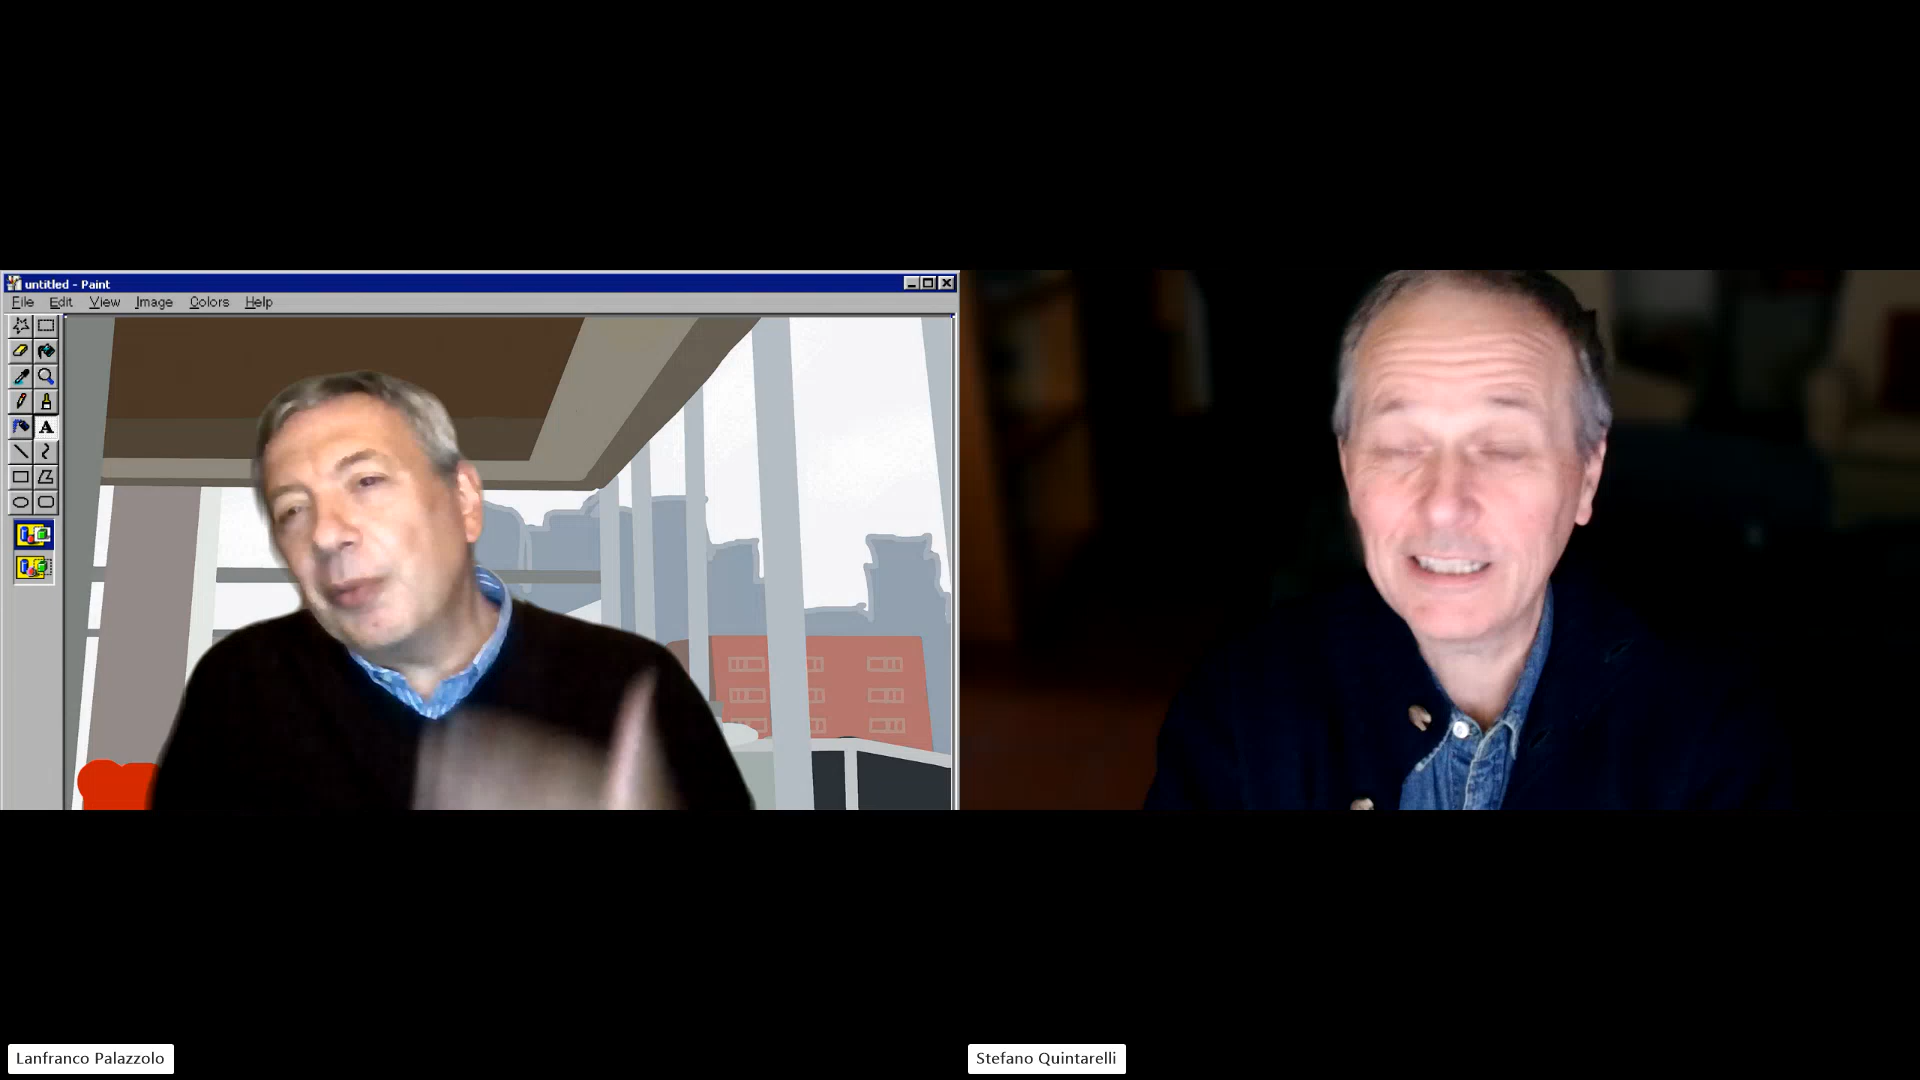 untitled - Paint
File Edit View Image Colors Help
A
Lanfranco Palazzolo
Stefano Quintarelli